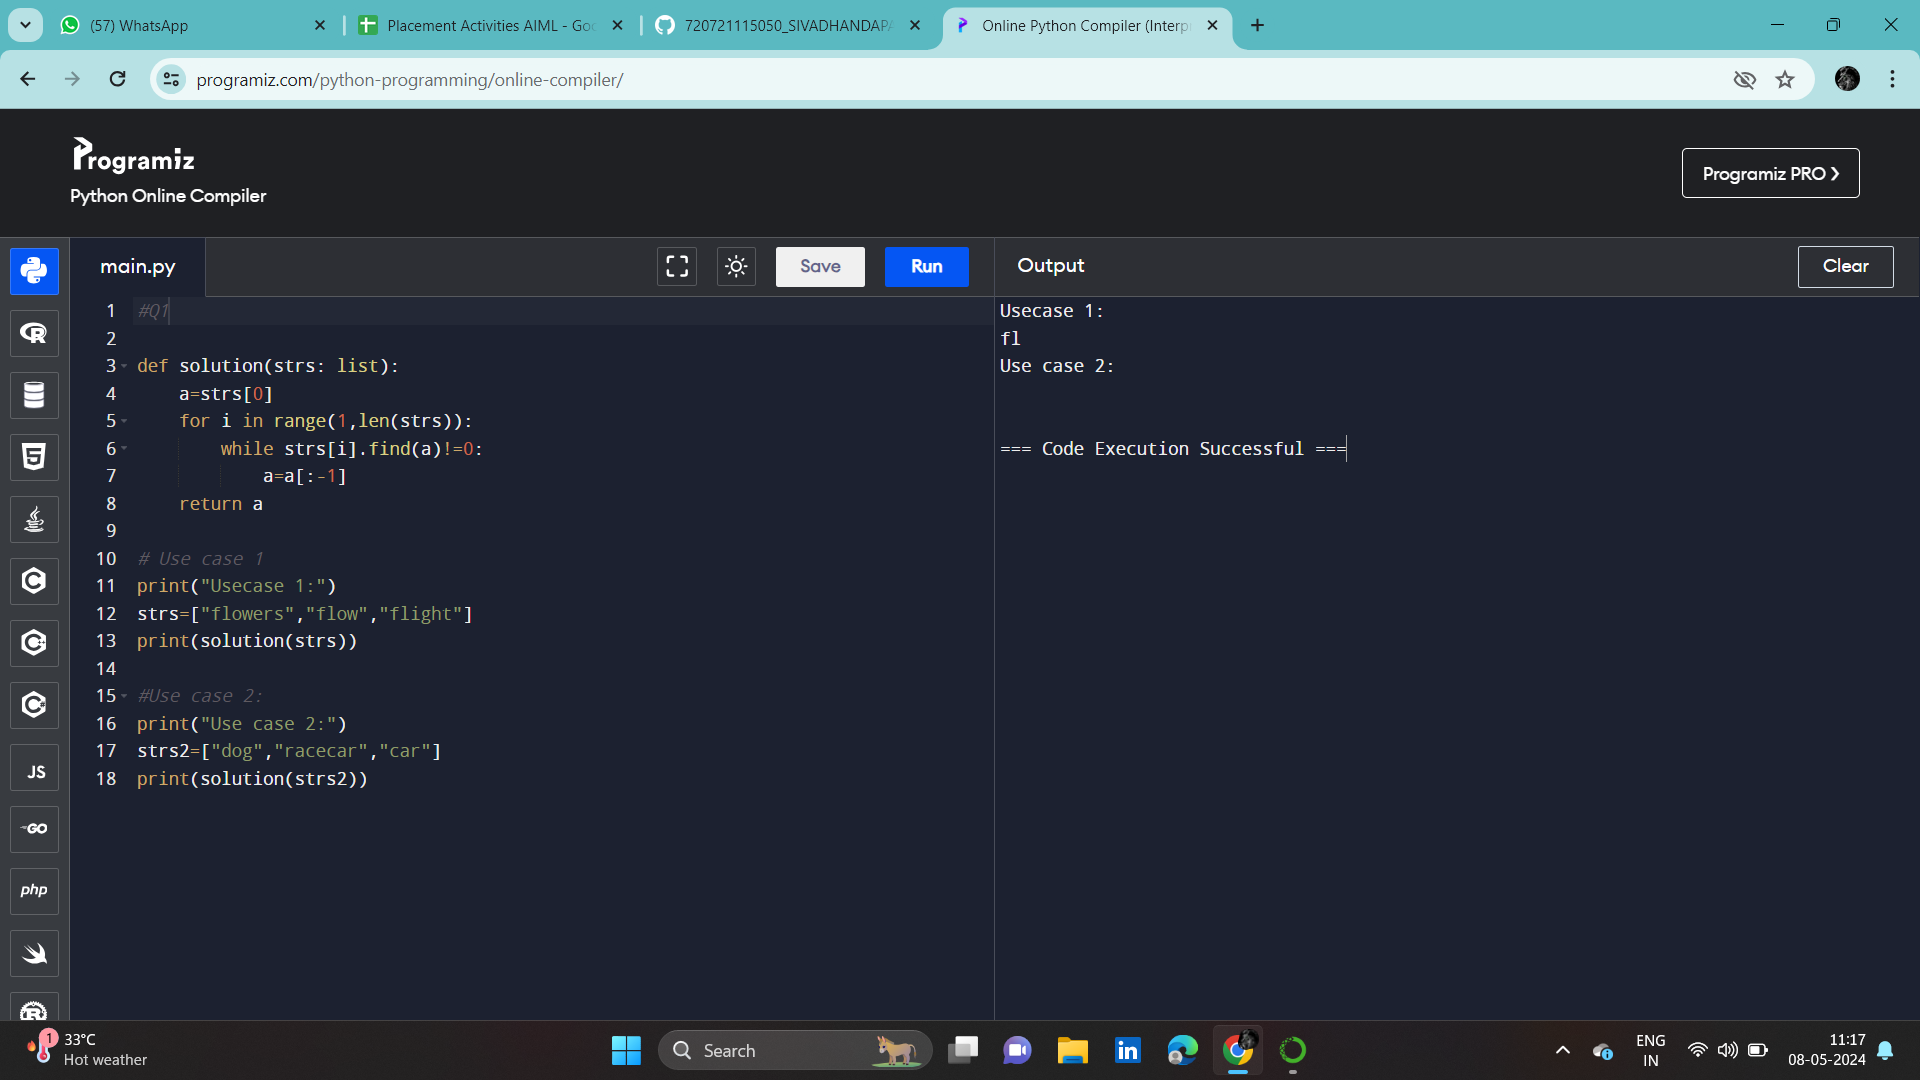 (57) WhatsApp
Placement Activities AIML - Goo
720721115050_SIVADHANDAPA
Online Python Compiler (Interp
programiz.com/python-programming/online-compiler/
Programiz
Python Online Compiler
Programiz PRO ❯
main.py
Save
Run
Output
Clear
1 #Q1
2
3 def solution(strs: list):
4 a=strs[0]
5 for i in range(1,len(strs)):
6 while strs[i].find(a)!=0:
7 a=a[:-1]
8 return a
9
10 # Use case 1
11 print("Usecase 1:")
12 strs=["flowers","flow","flight"]
13 print(solution(strs))
14
15 #Use case 2:
16 print("Use case 2:")
17 strs2=["dog","racecar","car"]
18 print(solution(strs2))
Usecase 1:
fl
Use case 2:
=== Code Execution Successful ===
R
5
C
C
C
JS
GO
php
R
1
33°C
Hot weather
Search
in
ENG
IN
11:17
08-05-2024